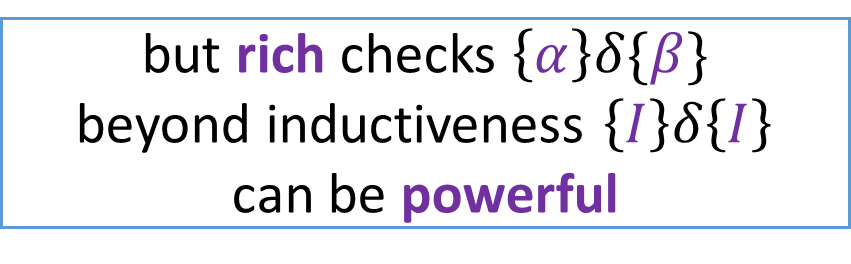 but rich checks {α}δ{β}
beyond inductiveness {I}δ{I}
can be powerful